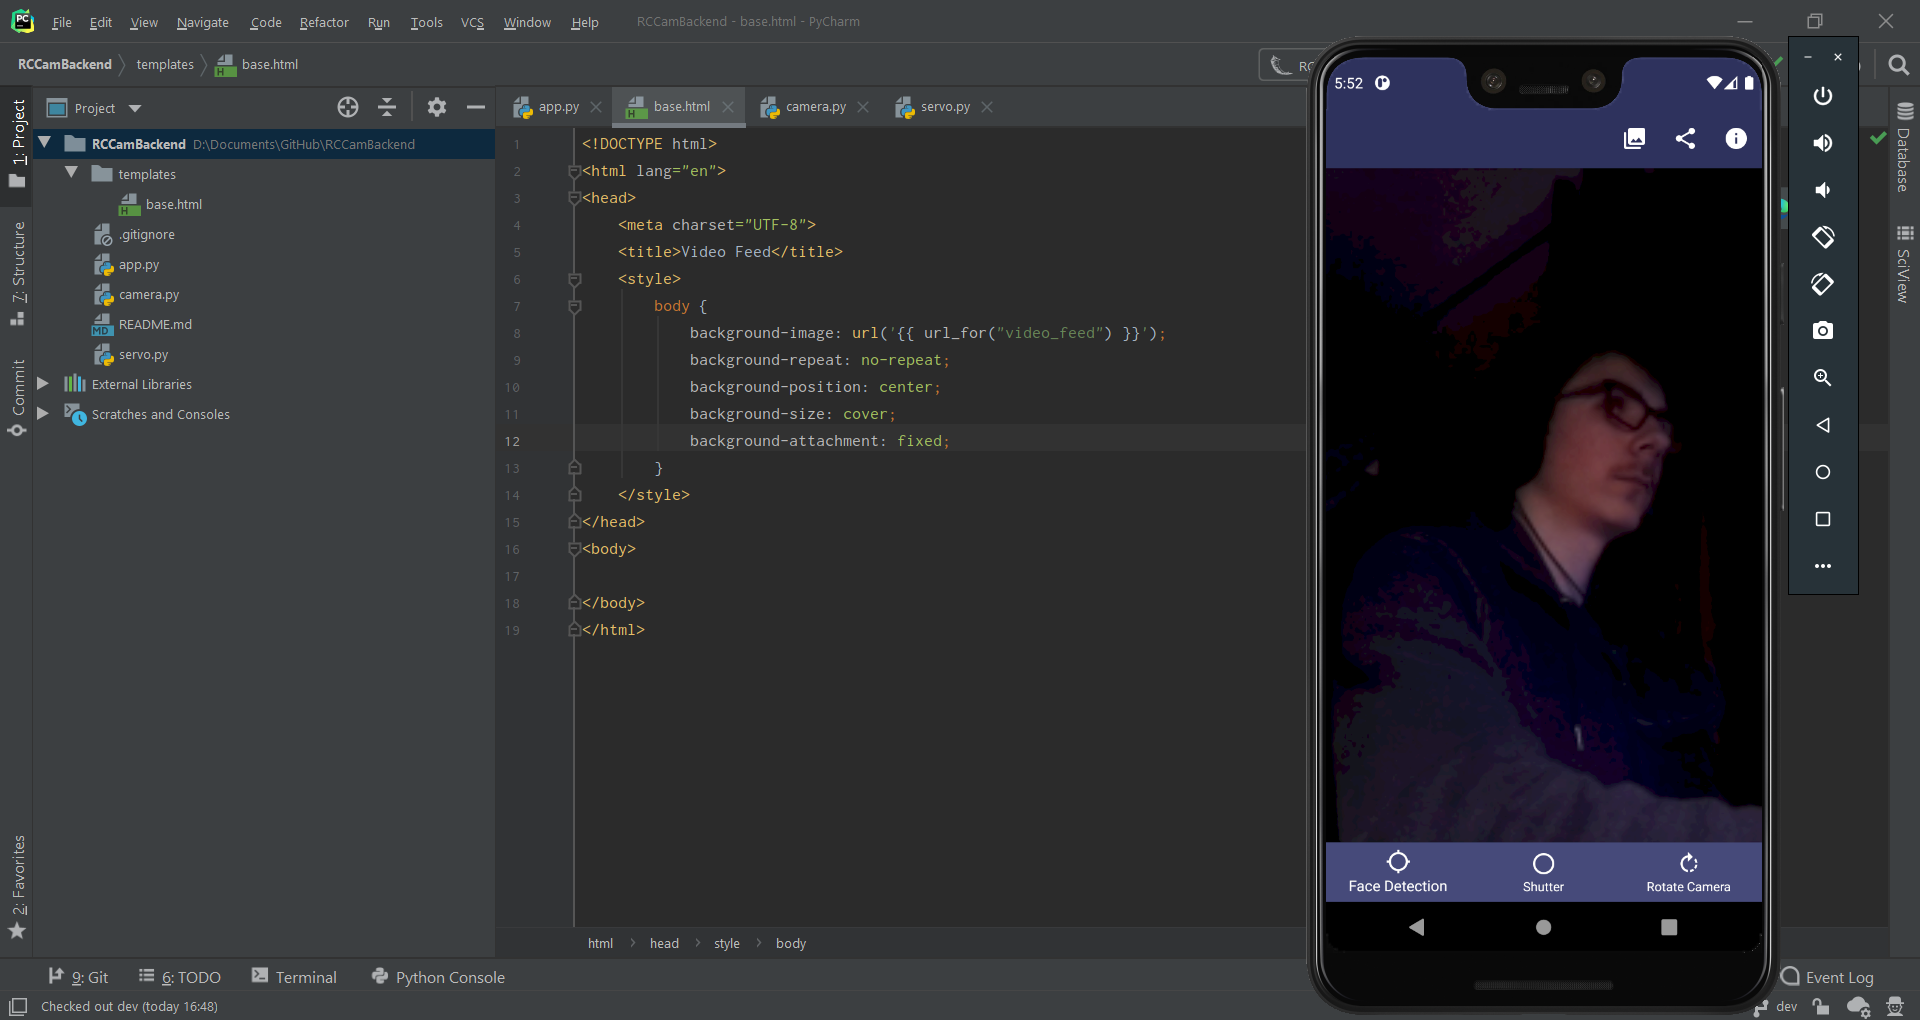 PC File Edit View Navigate Code Refactor Run Tools VCS Window Help RCCamBackend - base.html - PyCharm
RCCamBackend templates base.html
Project
RCCamBackend D:\Documents\GitHub\RCCamBackend
templates
base.html
.gitignore
app.py
camera.py
README.md
servo.py
External Libraries
Scratches and Consoles
1: Project
7: Structure
Commit
2: Favorites
app.py base.html camera.py servo.py
1 <!DOCTYPE html>
2 <html lang="en">
3 <head>
4 <meta charset="UTF-8">
5 <title>Video Feed</title>
6 <style>
7 body {
8 background-image: url('{{ url_for("video_feed") }}');
9 background-repeat: no-repeat;
10 background-position: center;
11 background-size: cover;
12 background-attachment: fixed;
13 }
14 </style>
15 </head>
16 <body>
17
18 </body>
19 </html>
html head style body
5:52
Face Detection Shutter Rotate Camera
Database
SciView
9: Git 6: TODO Terminal Python Console Event Log
Checked out dev (today 16:48) dev